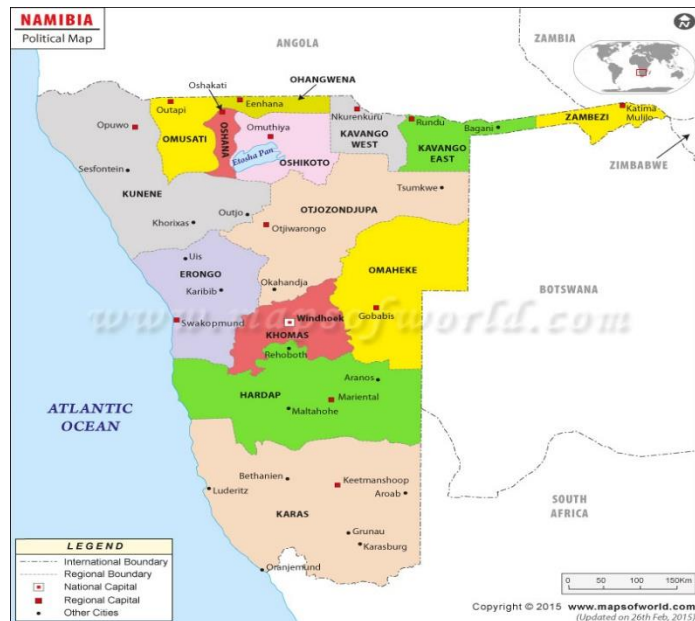 NAMIBIA
Political Map
ANGOLA
ZAMBIA
OHANGWENA
Oshakati
Outapi
Eenhana
Nkurenkuru
Katima
Mulilo
ZAMBEZI
Opuwo
OMUSATI
OSHANA
Omuthiya
KAVANGO
WEST
Rundu
Bagani
KAVANGO
EAST
Etosha Pan
OSHIKOTO
ZIMBABWE
Sesfontein
KUNENE
Tsumkwe
OTJOZONDJUPA
Khorixas
Outjo
Otjiwarongo
Uis
ERONGO
Karibib
Okahandja
OMAHEKE
BOTSWANA
Swakopmund
Windhoek
Gobabis
www.mapsofworld.com
KHOMAS
Rehoboth
Aranos
HARDAP
Mariental
Maltahohe
ATLANTIC
OCEAN
Bethanien
Keetmanshoop
Luderitz
Aroab
KARAS
SOUTH
AFRICA
Grunau
Karasburg
Oranjemund
LEGEND
International Boundary
Regional Boundary
National Capital
Regional Capital
Other Cities
0 50 100 150Km
Copyright © 2015 www.mapsofworld.com
(Updated on 26th Feb, 2015)